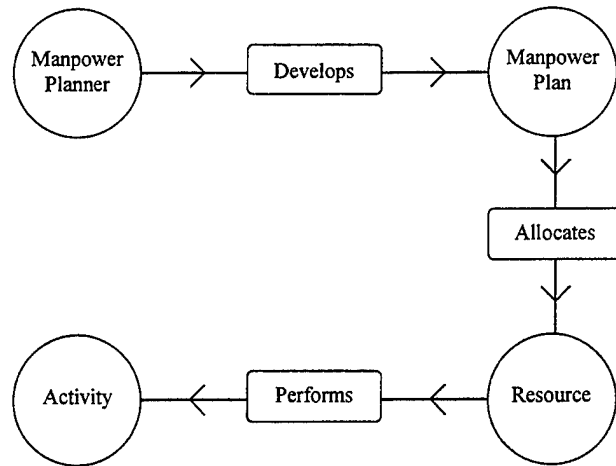 Manpower
Planner
Develops
Manpower
Plan
Allocates
Resource
Performs
Activity